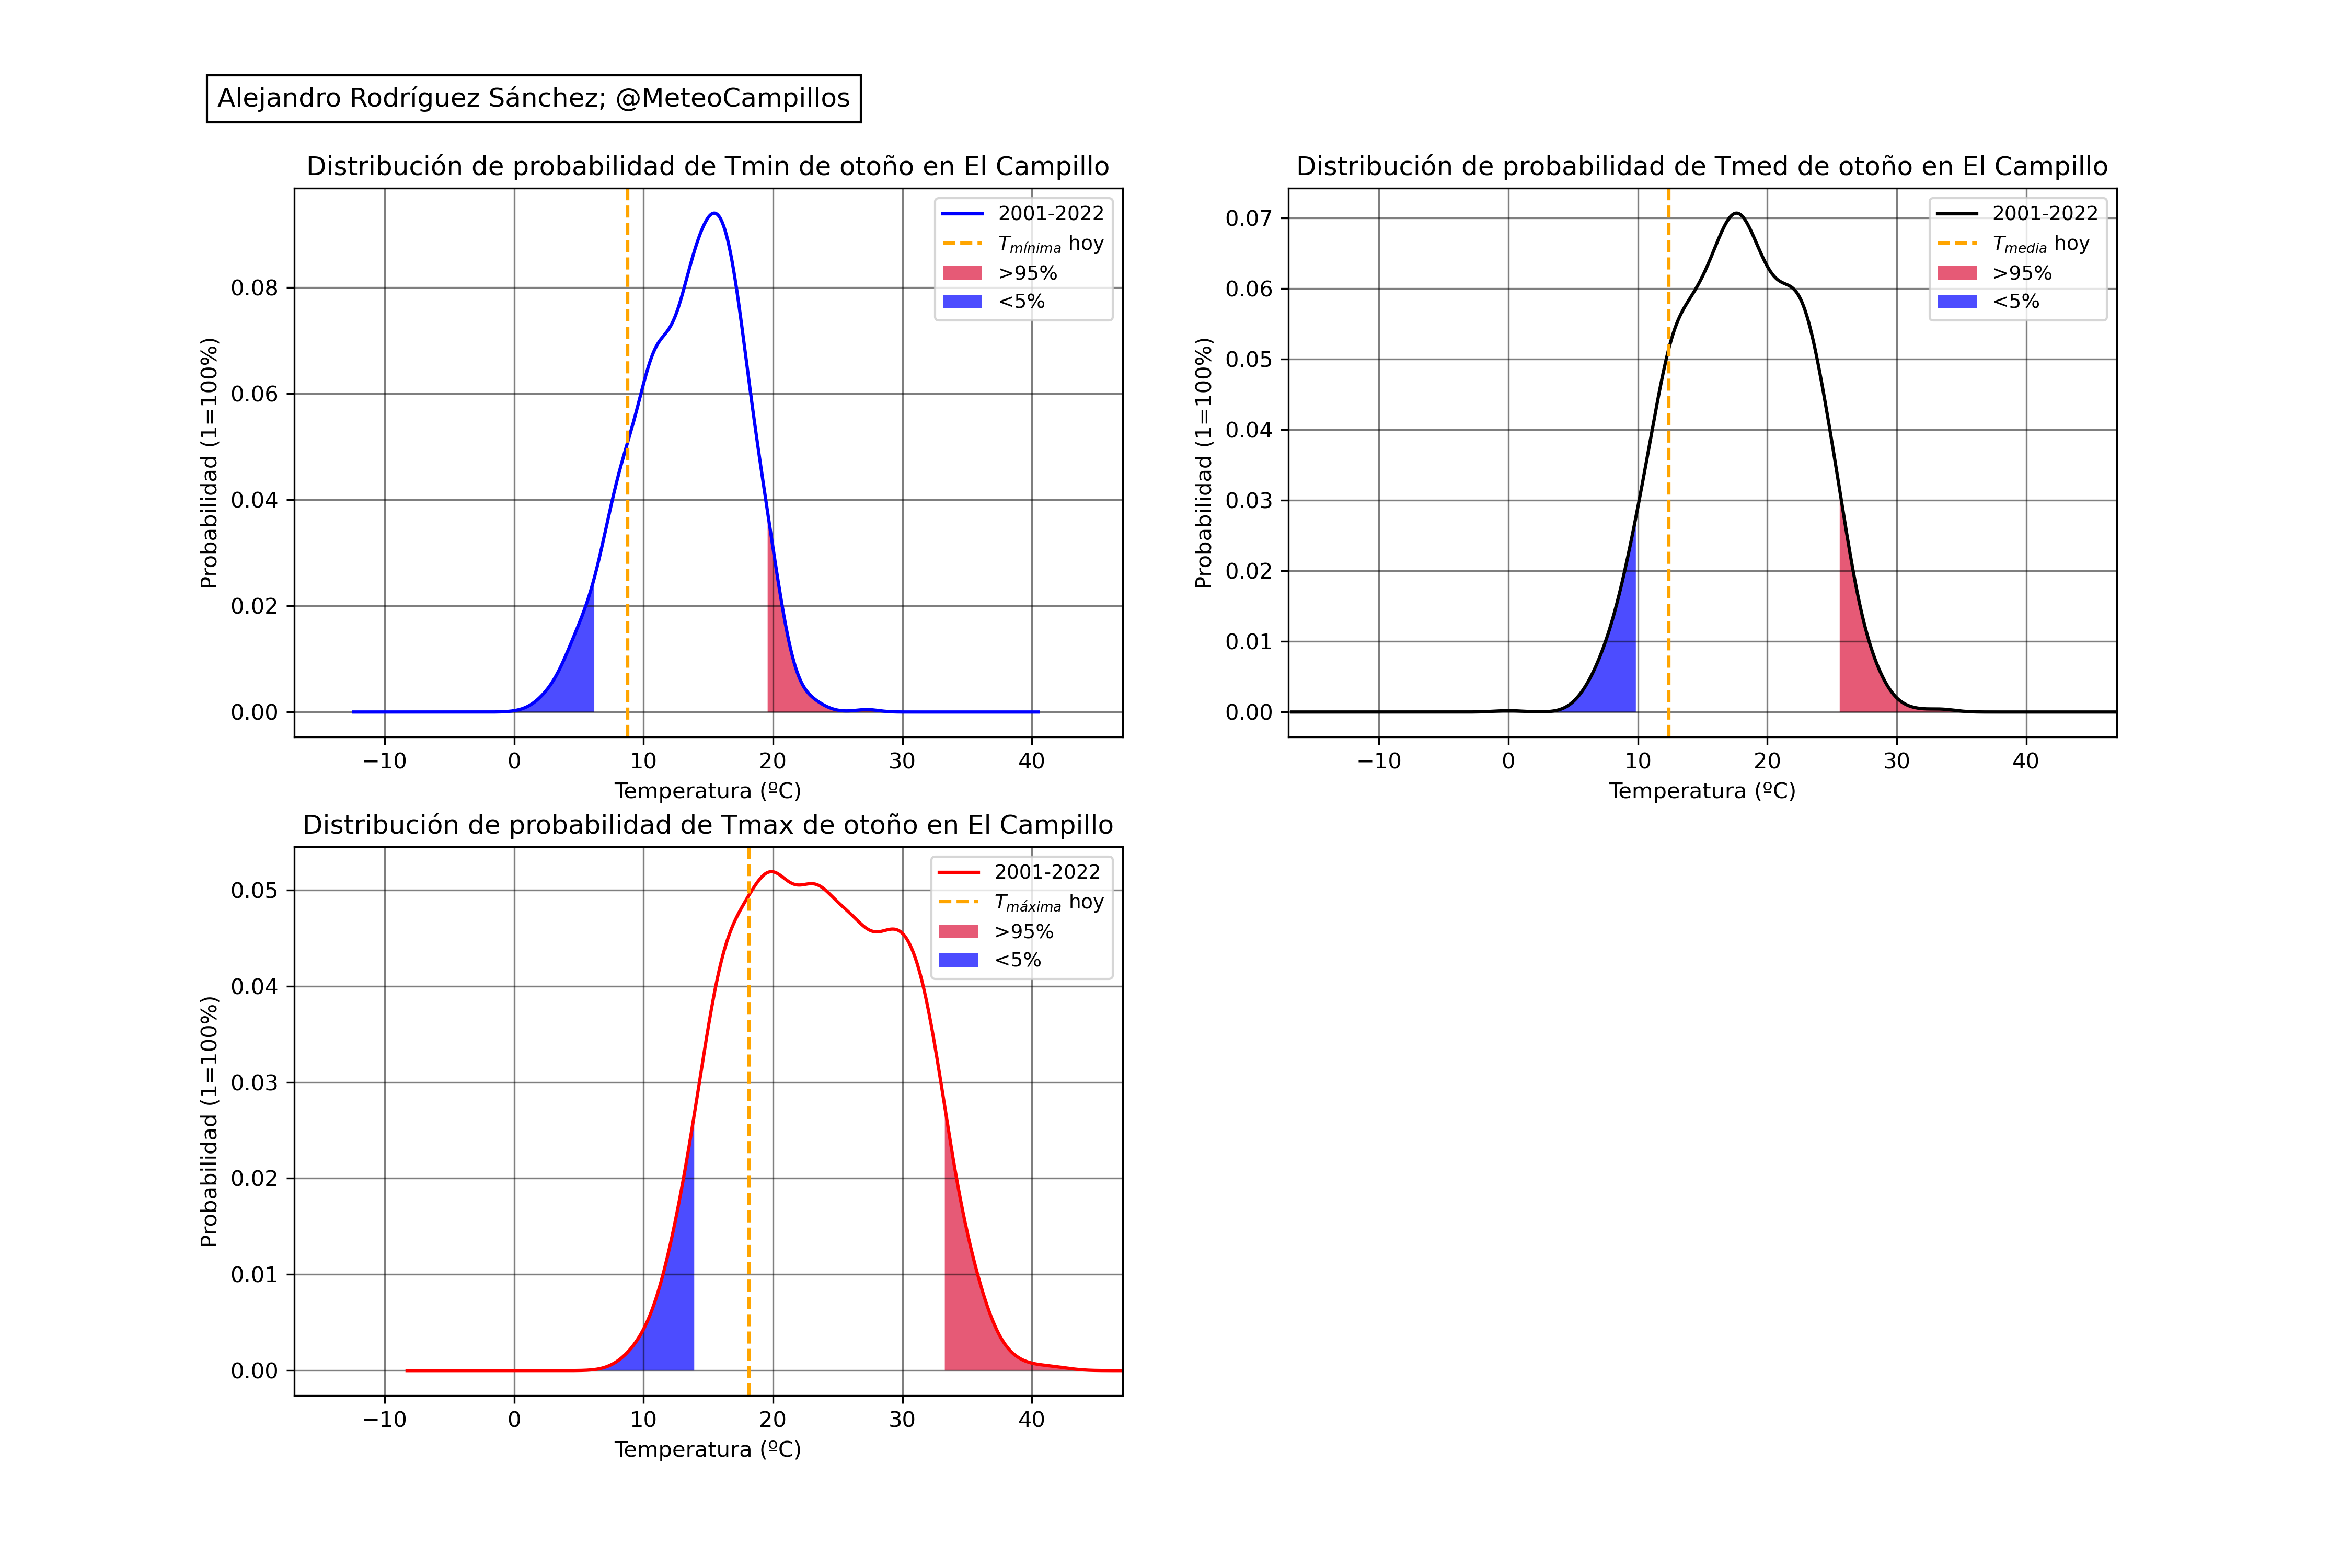 Alejandro Rodríguez Sánchez; @MeteoCampillos
Distribución de probabilidad de Tmin de otoño en El Campillo
Probabilidad (1=100%)
0.08
0.06
0.04
0.02
0.00
−10 0 10 20 30 40
Temperatura (ºC)
2001-2022
Tmínima hoy
>95%
<5%
Distribución de probabilidad de Tmed de otoño en El Campillo
Probabilidad (1=100%)
0.07
0.06
0.05
0.04
0.03
0.02
0.01
0.00
−10 0 10 20 30 40
Temperatura (ºC)
2001-2022
Tmedia hoy
>95%
<5%
Distribución de probabilidad de Tmax de otoño en El Campillo
Probabilidad (1=100%)
0.05
0.04
0.03
0.02
0.01
0.00
−10 0 10 20 30 40
Temperatura (ºC)
2001-2022
Tmáxima hoy
>95%
<5%